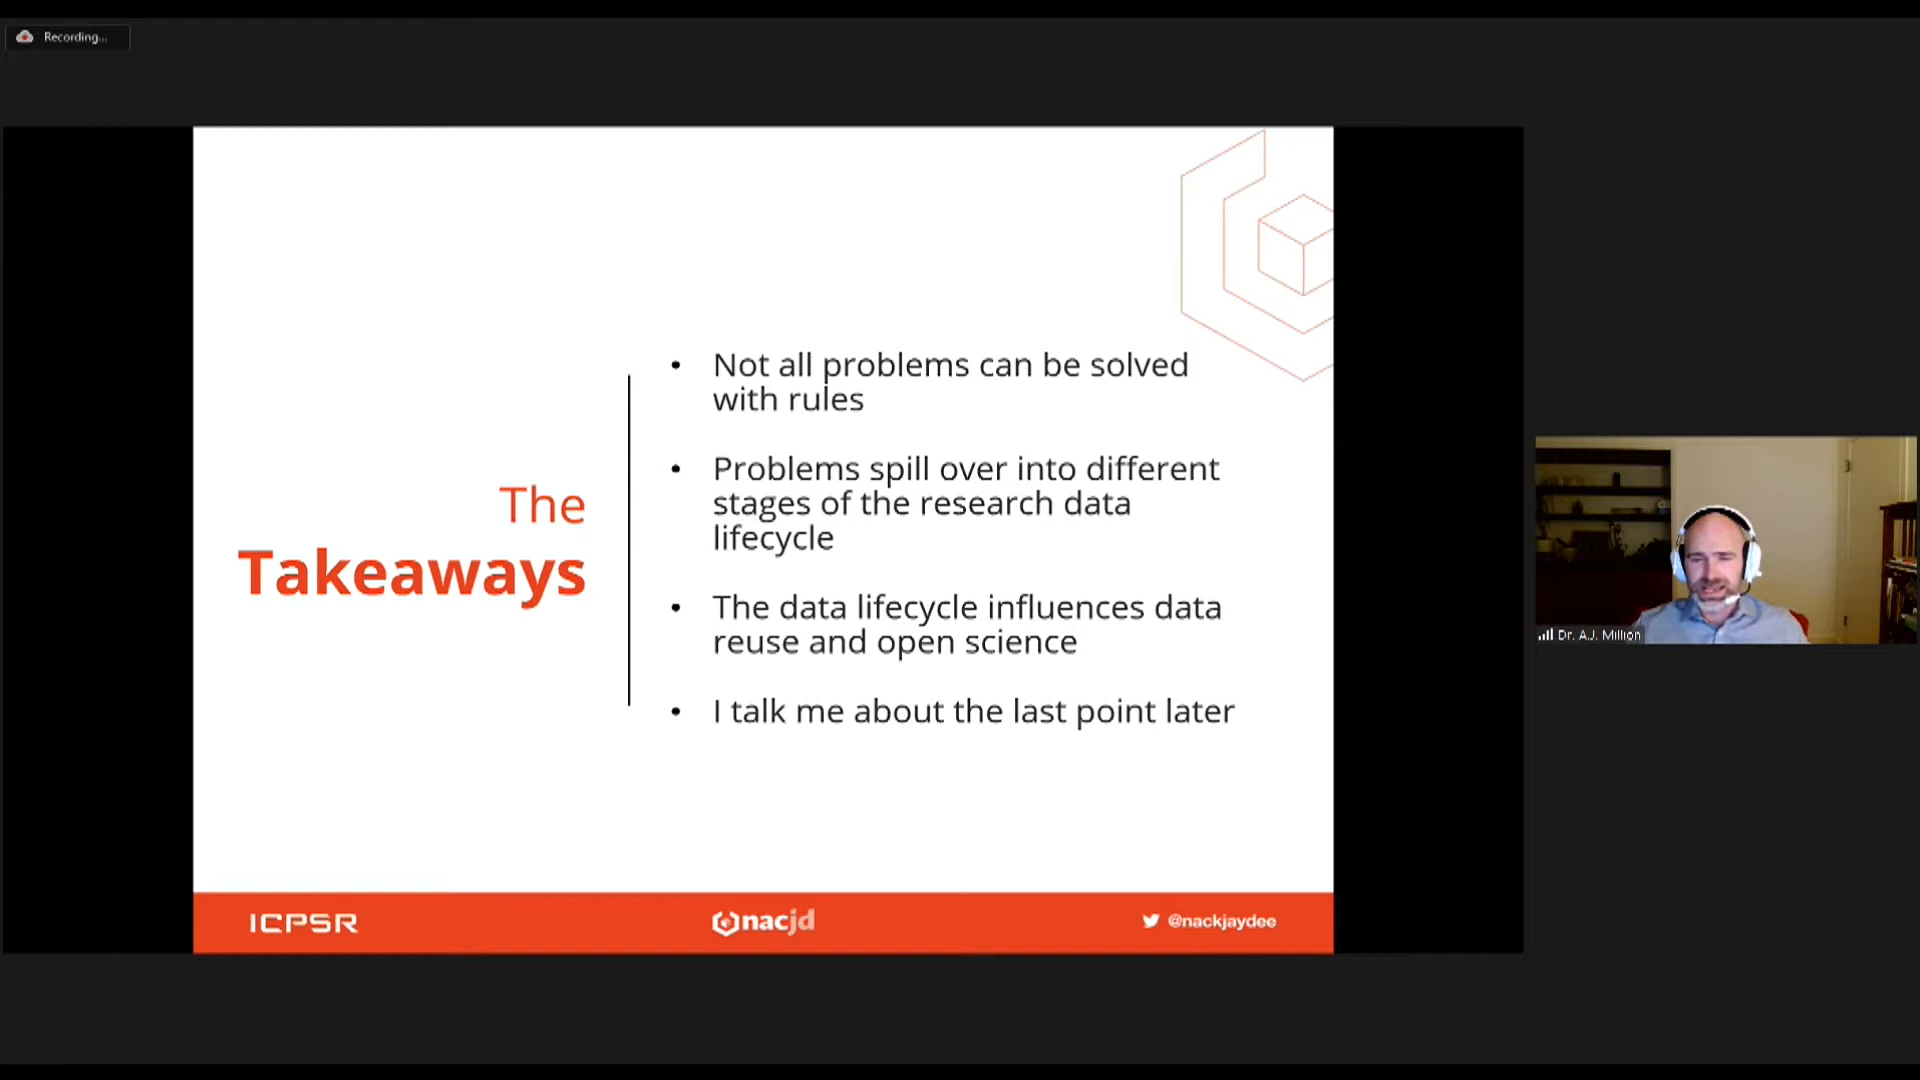 Recording...
The
Takeaways
• Not all problems can be solved
with rules
• Problems spill over into different
stages of the research data
lifecycle
• The data lifecycle influences data
reuse and open science
• I talk me about the last point later
Dr. A.J. Million
ICPSR
nacjd
@nackjaydee